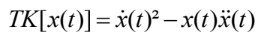 TK[x(t)] = ẋ(t)² − x(t)ẍ(t)